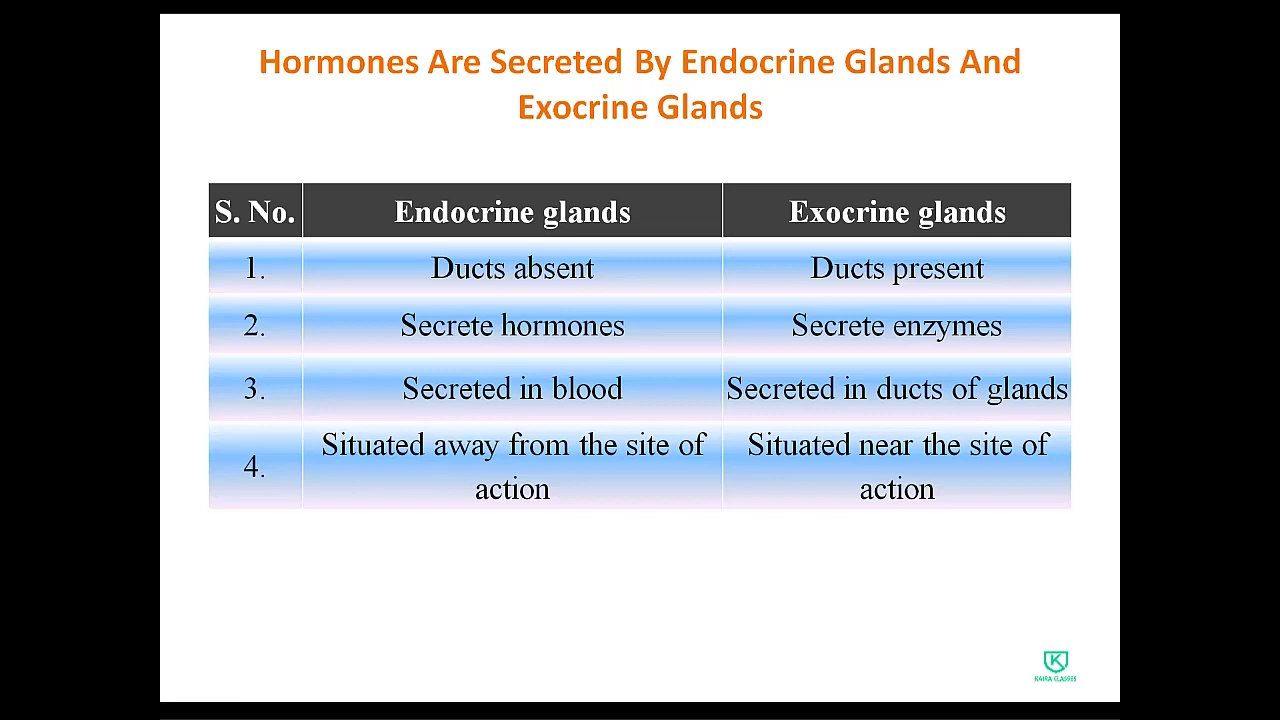 Hormones Are Secreted By Endocrine Glands And
Exocrine Glands
S. No. Endocrine glands Exocrine glands
1. Ducts absent Ducts present
2. Secrete hormones Secrete enzymes
3. Secreted in blood Secreted in ducts of glands
4. Situated away from the site of action Situated near the site of action
KAIRA CLASSES